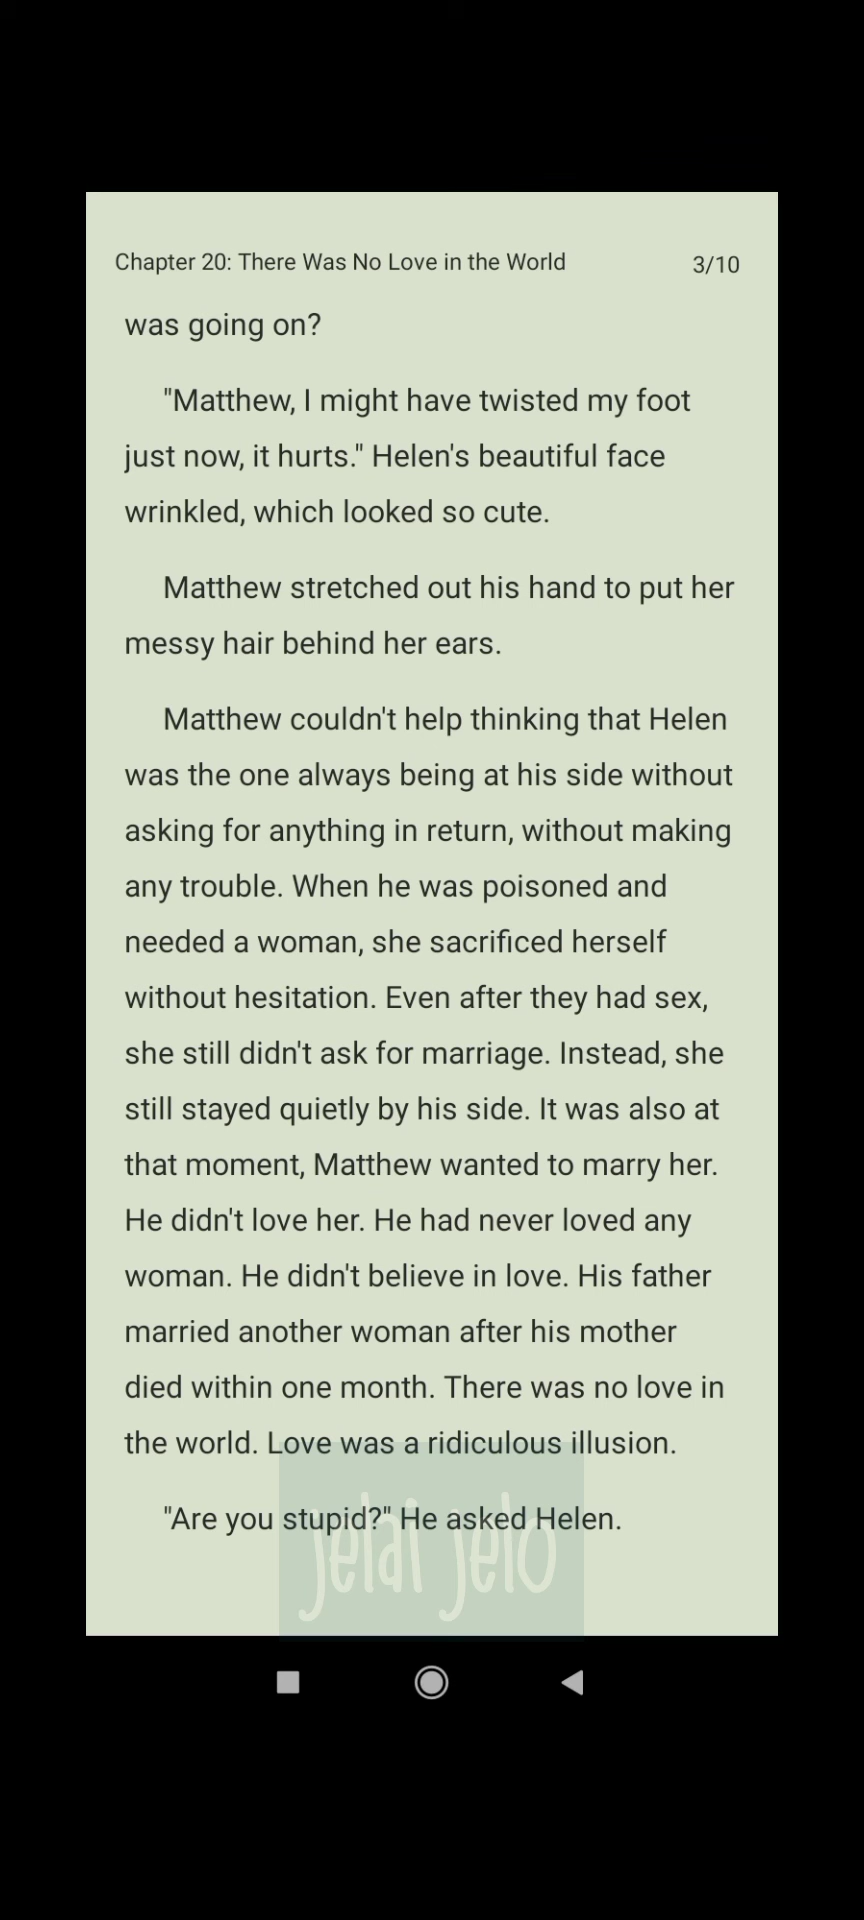 Chapter 20: There Was No Love in the World 3/10
was going on?
"Matthew, I might have twisted my foot
just now, it hurts." Helen's beautiful face
wrinkled, which looked so cute.
Matthew stretched out his hand to put her
messy hair behind her ears.
Matthew couldn't help thinking that Helen
was the one always being at his side without
asking for anything in return, without making
any trouble. When he was poisoned and
needed a woman, she sacrificed herself
without hesitation. Even after they had sex,
she still didn't ask for marriage. Instead, she
still stayed quietly by his side. It was also at
that moment, Matthew wanted to marry her.
He didn't love her. He had never loved any
woman. He didn't believe in love. His father
married another woman after his mother
died within one month. There was no love in
the world. Love was a ridiculous illusion.
"Are you stupid?" He asked Helen.
jelai jelo